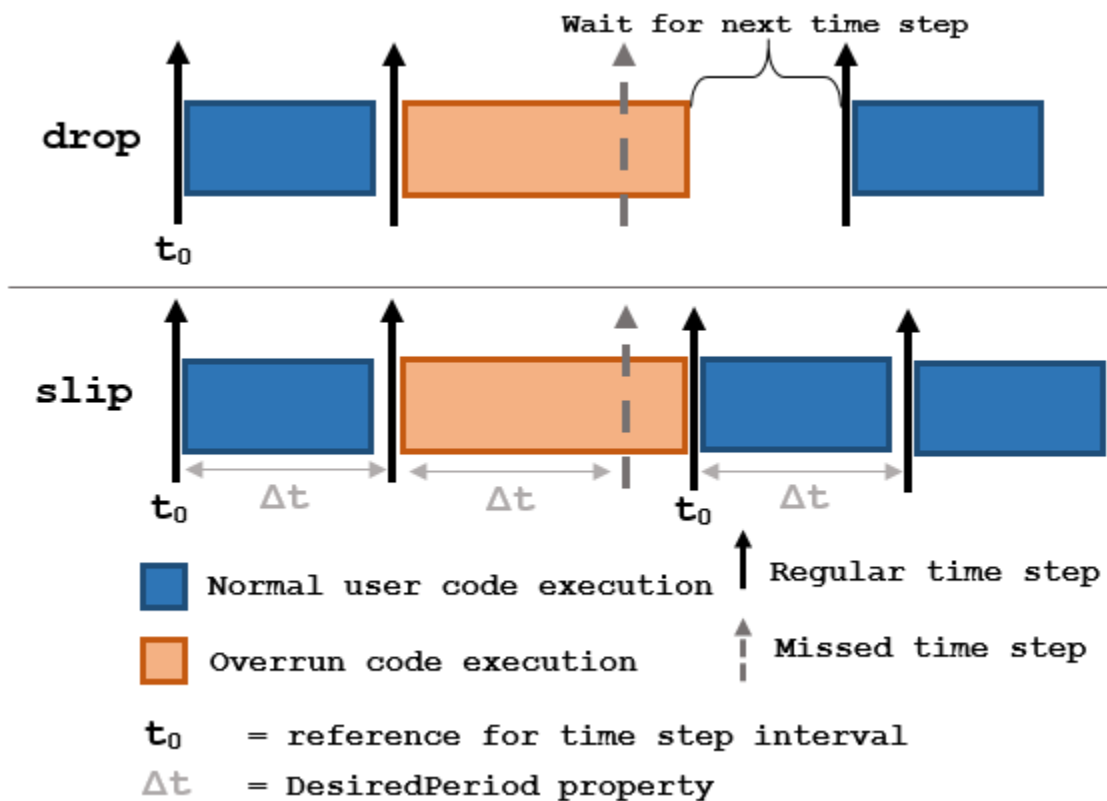 Wait for next time step
drop
t₀
slip
Δt Δt Δt
t₀ t₀
Normal user code execution
Regular time step
Overrun code execution
Missed time step
t₀ = reference for time step interval
Δt = DesiredPeriod property